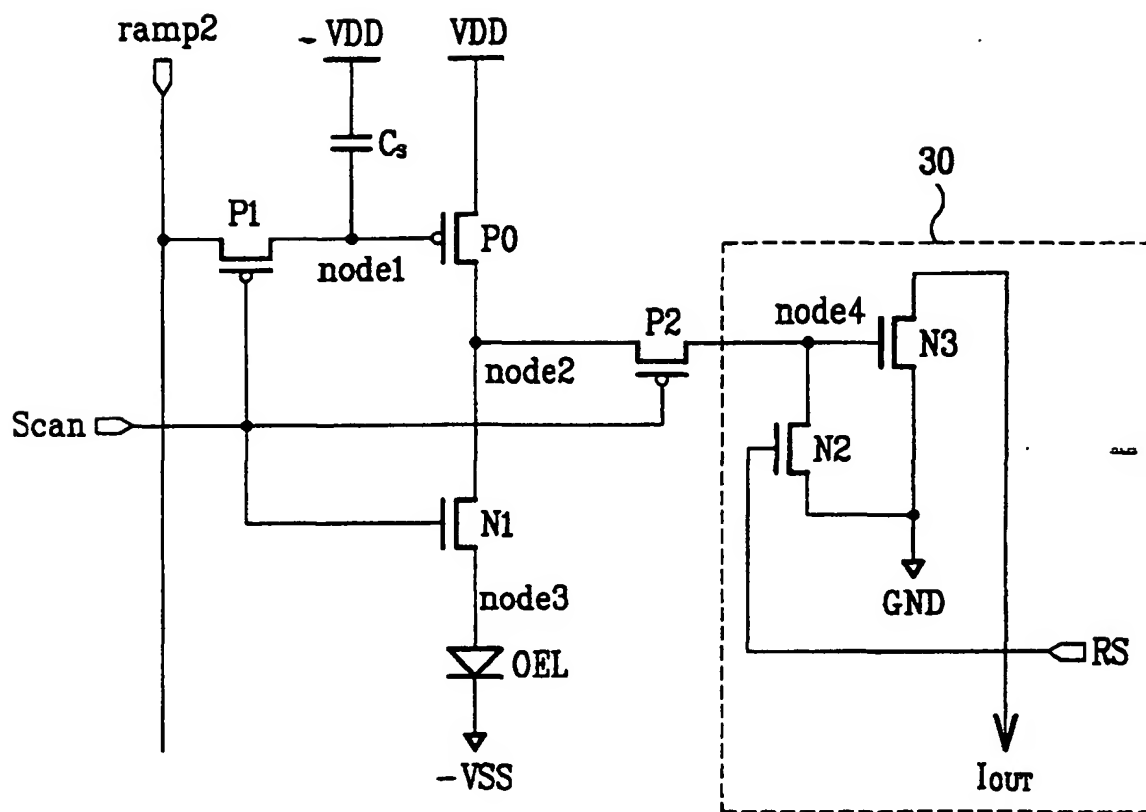 ramp2
-VDD
VDD
Cs
30
P1
P0
node1
P2
node4
N3
node2
Scan
N2
N1
GND
node3
OEL
RS
-VSS
IOUT